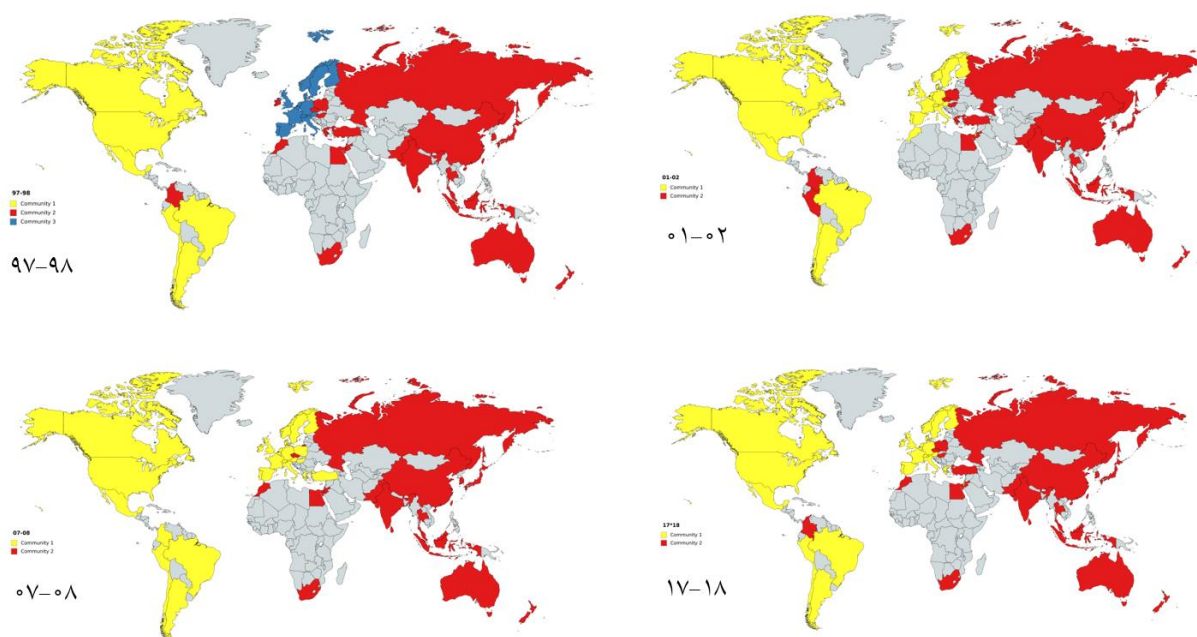 97-98
Community 1
Community 2
Community 3
۹۷-۹۸
01-02
Community 1
Community 2
۰۱-۰۲
07-08
Community 1
Community 2
۰۷-۰۸
17*18
Community 1
Community 2
۱۷-۱۸